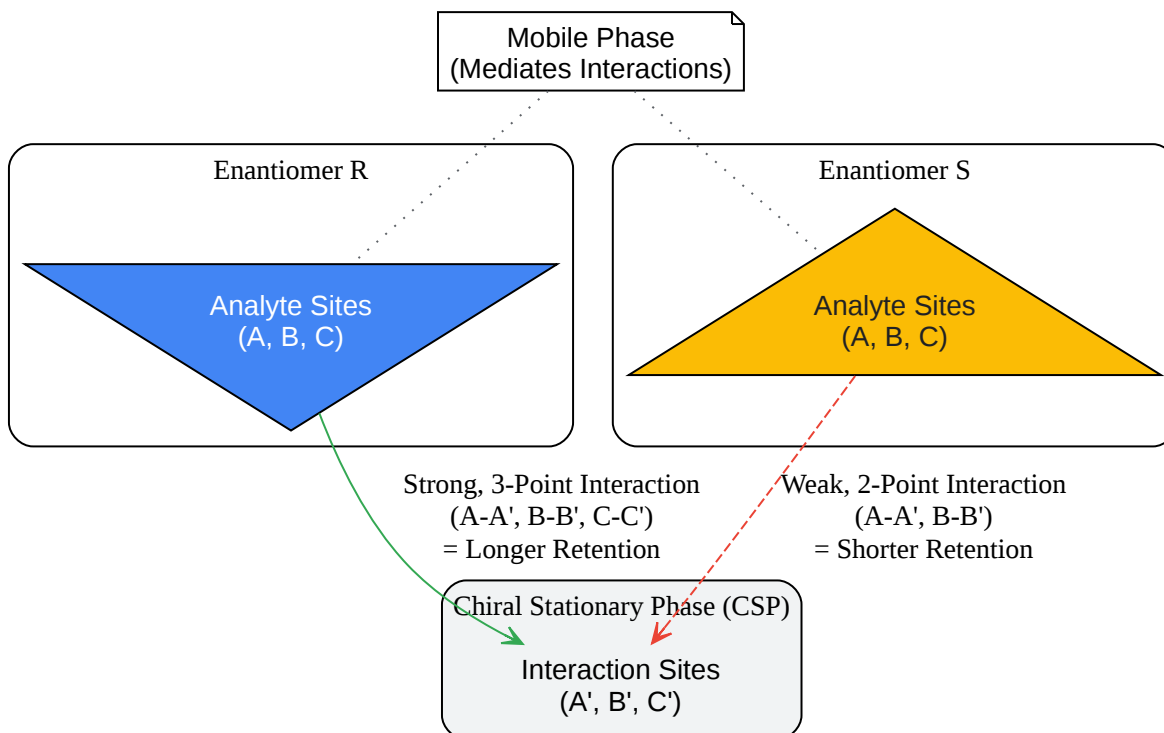 Mobile Phase
(Mediates Interactions)
Enantiomer R
Enantiomer S
Analyte Sites
(A, B, C)
Analyte Sites
(A, B, C)
Strong, 3-Point Interaction
(A-A', B-B', C-C')
= Longer Retention
Weak, 2-Point Interaction
(A-A', B-B')
= Shorter Retention
Chiral Stationary Phase (CSP)
Interaction Sites
(A', B', C')